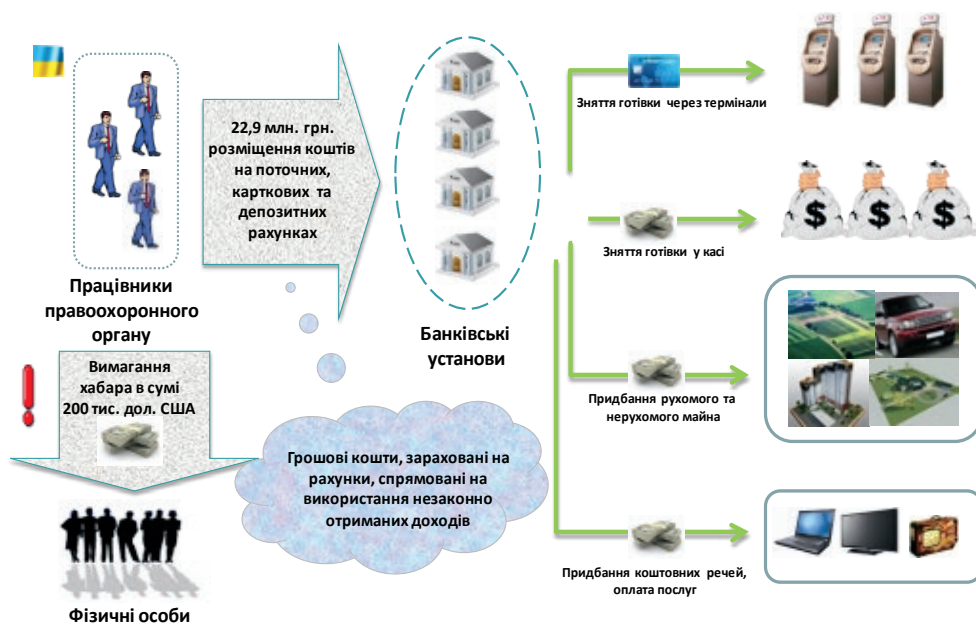 22,9 млн. грн.
розміщення коштів
на поточних,
карткових та
депозитних
рахунках
Працівники
правоохоронного
органу
Вимагання
хабара в сумі
200 тис. дол. США
Фізичні особи
Банківські
установи
Грошові кошти, зараховані на
рахунки, спрямовані на
використання незаконно
отриманих доходів
Зняття готівки через термінали
Зняття готівки у касі
Придбання рухомого та
нерухомого майна
Придбання коштовних речей,
оплата послуг
$ $ $